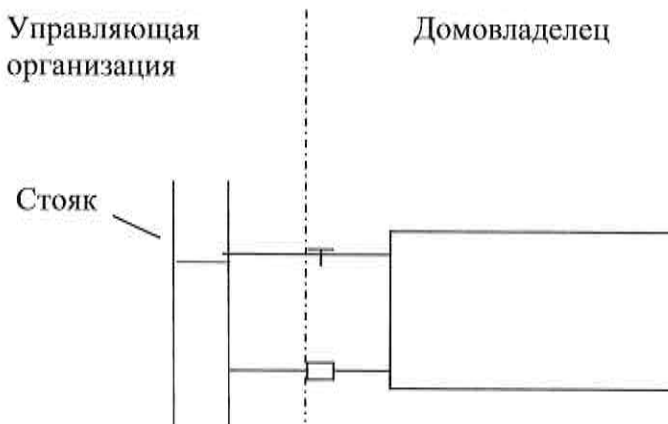 Управляющая
организация
Домовладелец
Стояк